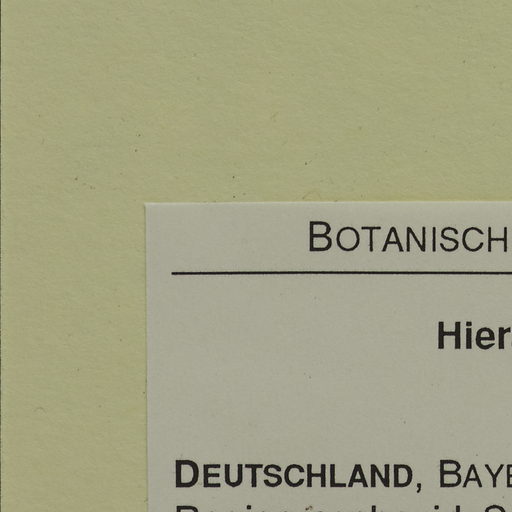 BOTANISCH
Hier
DEUTSCHLAND, BAYE